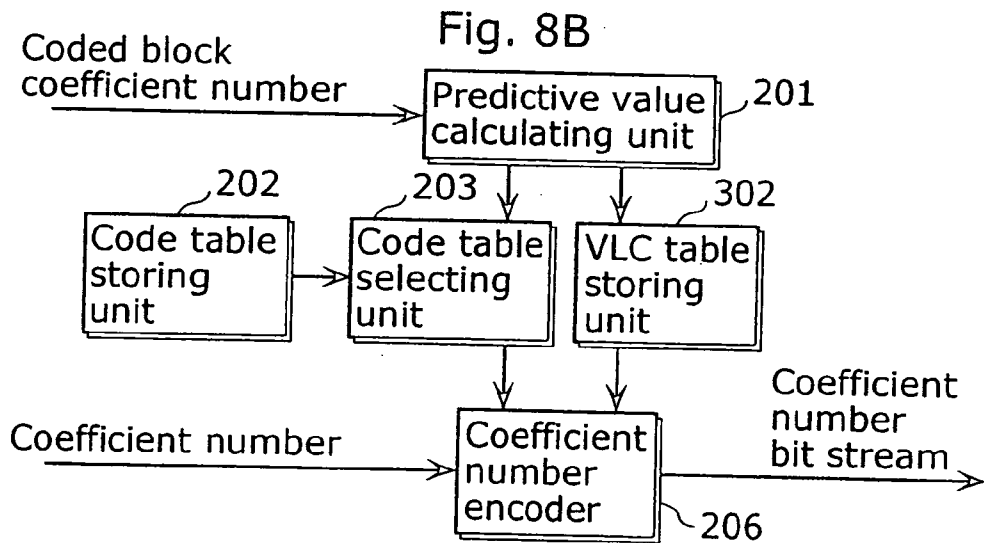 Fig. 8B
Coded block
coefficient number
Predictive value
calculating unit
201
202
203
302
Code table
storing
unit
Code table
selecting
unit
VLC table
storing
unit
Coefficient number
Coefficient
number
encoder
Coefficient
number
bit stream
206